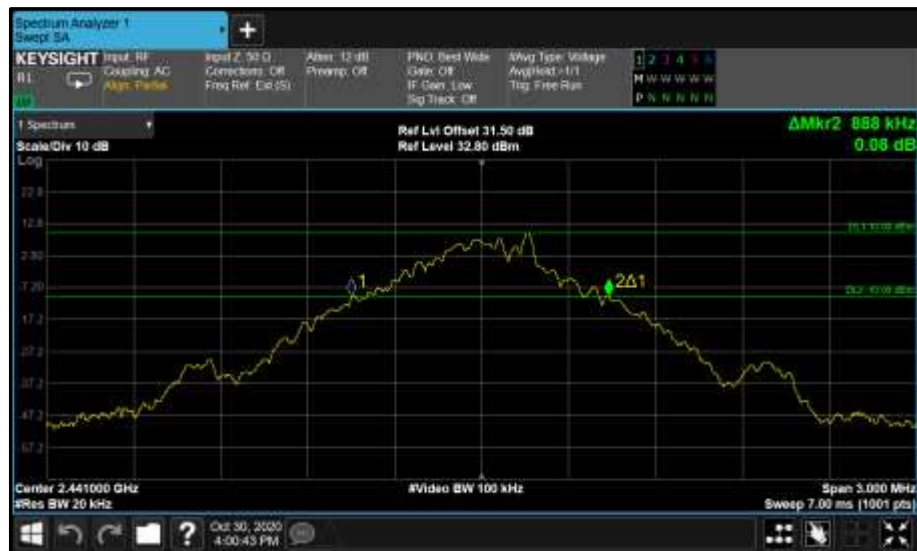 Spectrum Analyzer 1
Swept SA
KEYSIGHT
Input: RF
Coupling: AC
Align: Partial
Input Z: 50 Ω
Corrections: Off
Freq Ref: Ext (S)
Atten: 12 dB
Preamp: Off
PNO: Best Wide
Gate: Off
IF Gain: Low
Sig Track: Off
Avg Type: Voltage
Avg|Hold: >1/1
Trig: Free Run
1 2 3 4 5 6
M W W W W W
P N N N N N
1 Spectrum
Scale/Div 10 dB
Ref Lvl Offset 31.50 dB
Ref Level 32.80 dBm
ΔMkr2 888 kHz
0.08 dB
Log
22.8
12.8
2.80
-7.20
-17.2
-27.2
-37.2
-47.2
-57.2
1
2Δ1
Center 2.441000 GHz
#Res BW 20 kHz
#Video BW 100 kHz
Span 3.000 MHz
Sweep 7.00 ms (1001 pts)
?
Oct 30, 2020
4:00:43 PM